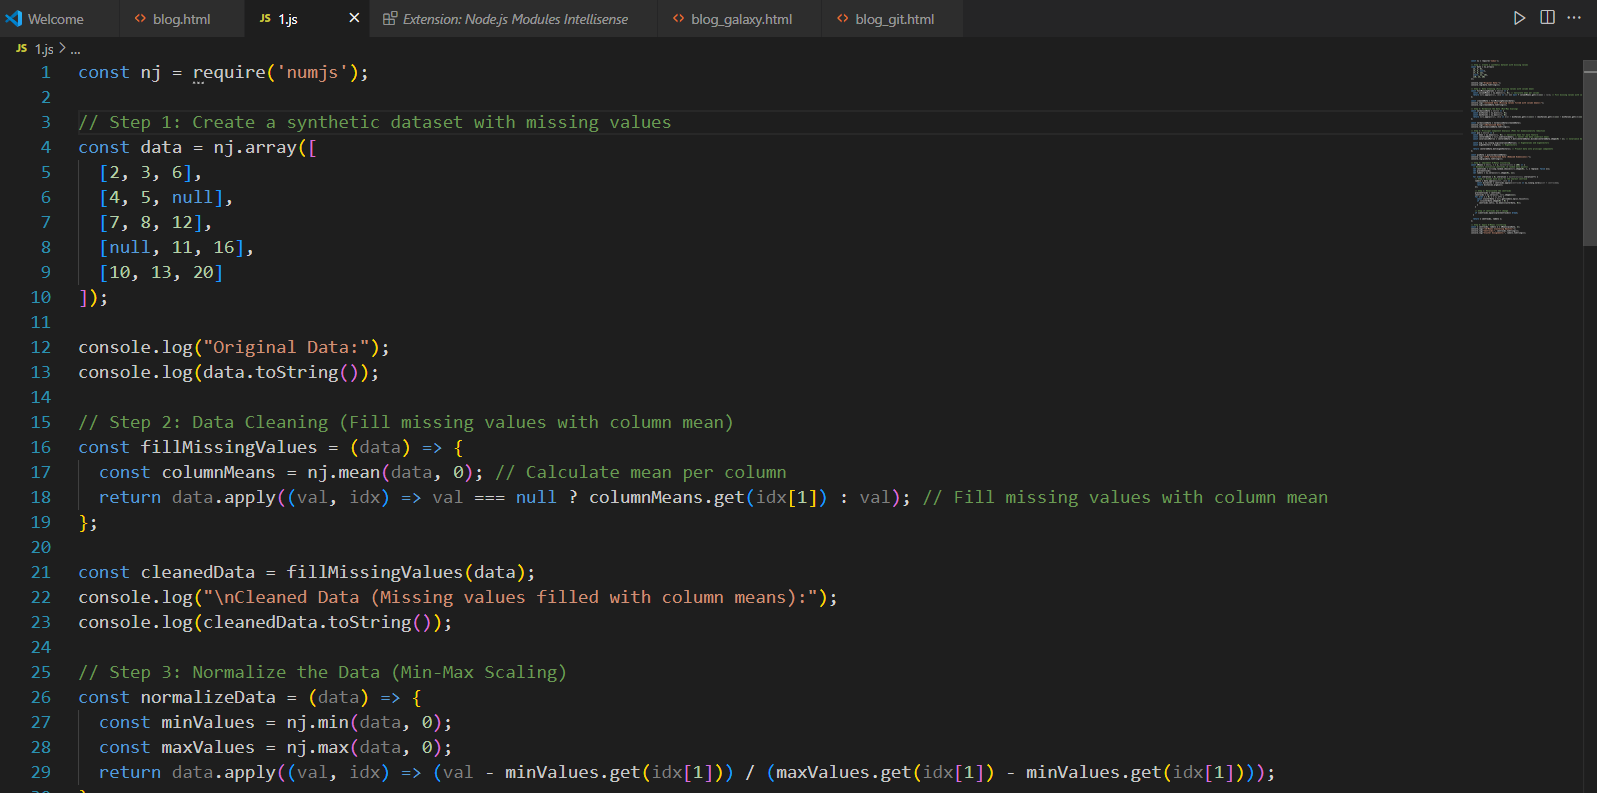 Welcome
blog.html
JS 1.js
Extension: Node.js Modules Intellisense
blog_galaxy.html
blog_git.html
JS 1.js > ...
1 const nj = require('numjs');
2
3 // Step 1: Create a synthetic dataset with missing values
4 const data = nj.array([
5 [2, 3, 6],
6 [4, 5, null],
7 [7, 8, 12],
8 [null, 11, 16],
9 [10, 13, 20]
10 ]);
11
12 console.log("Original Data:");
13 console.log(data.toString());
14
15 // Step 2: Data Cleaning (Fill missing values with column mean)
16 const fillMissingValues = (data) => {
17 const columnMeans = nj.mean(data, 0); // Calculate mean per column
18 return data.apply((val, idx) => val === null ? columnMeans.get(idx[1]) : val); // Fill missing values with column mean
19 };
20
21 const cleanedData = fillMissingValues(data);
22 console.log("\nCleaned Data (Missing values filled with column means):");
23 console.log(cleanedData.toString());
24
25 // Step 3: Normalize the Data (Min-Max Scaling)
26 const normalizeData = (data) => {
27 const minValues = nj.min(data, 0);
28 const maxValues = nj.max(data, 0);
29 return data.apply((val, idx) => (val - minValues.get(idx[1])) / (maxValues.get(idx[1]) - minValues.get(idx[1])));